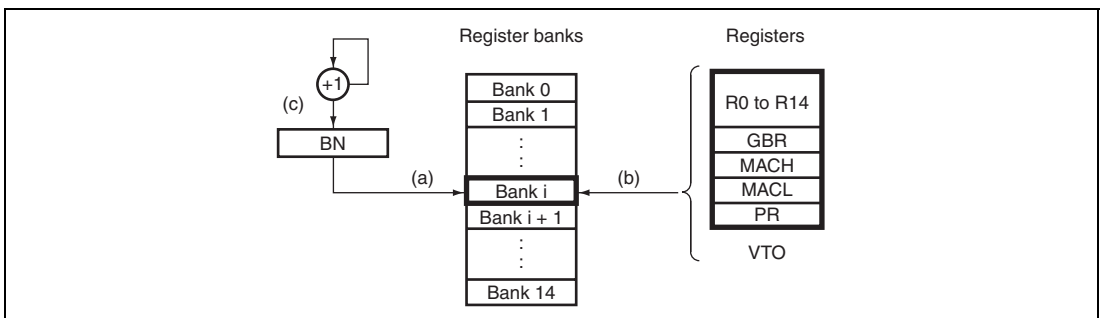 Register banks
Registers
+1
(c)
BN
(a)
Bank 0
Bank 1
:
:
Bank i
Bank i + 1
:
:
Bank 14
(b)
R0 to R14
GBR
MACH
MACL
PR
VTO